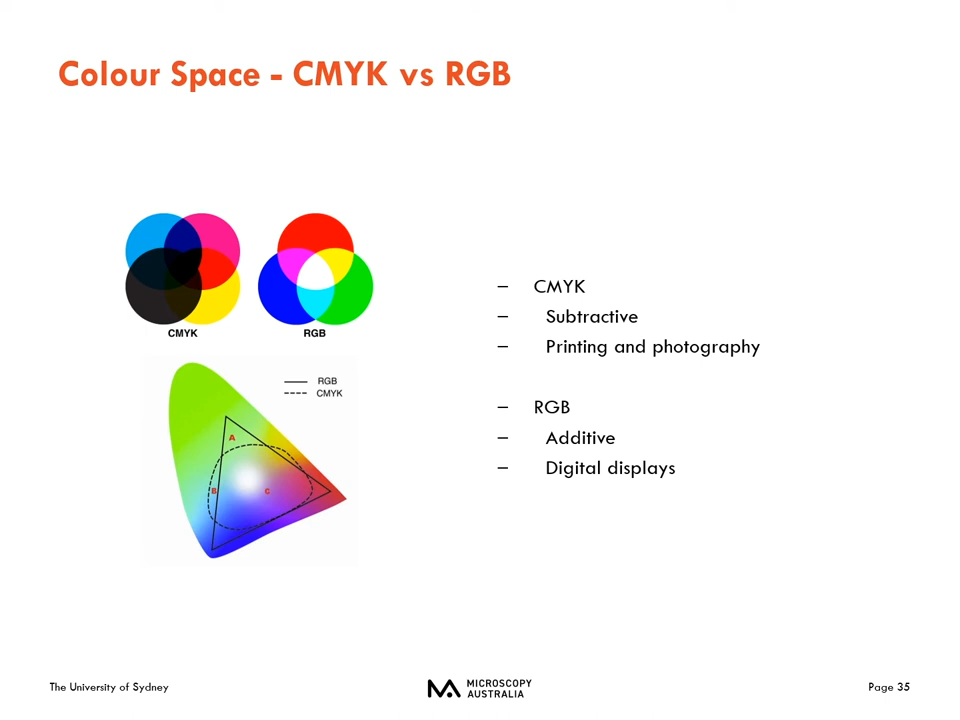 Colour Space - CMYK vs RGB
CMYK
RGB
RGB
CMYK
A
B
C
– CMYK
– Subtractive
– Printing and photography
– RGB
– Additive
– Digital displays
The University of Sydney
MICROSCOPY
AUSTRALIA
Page 35